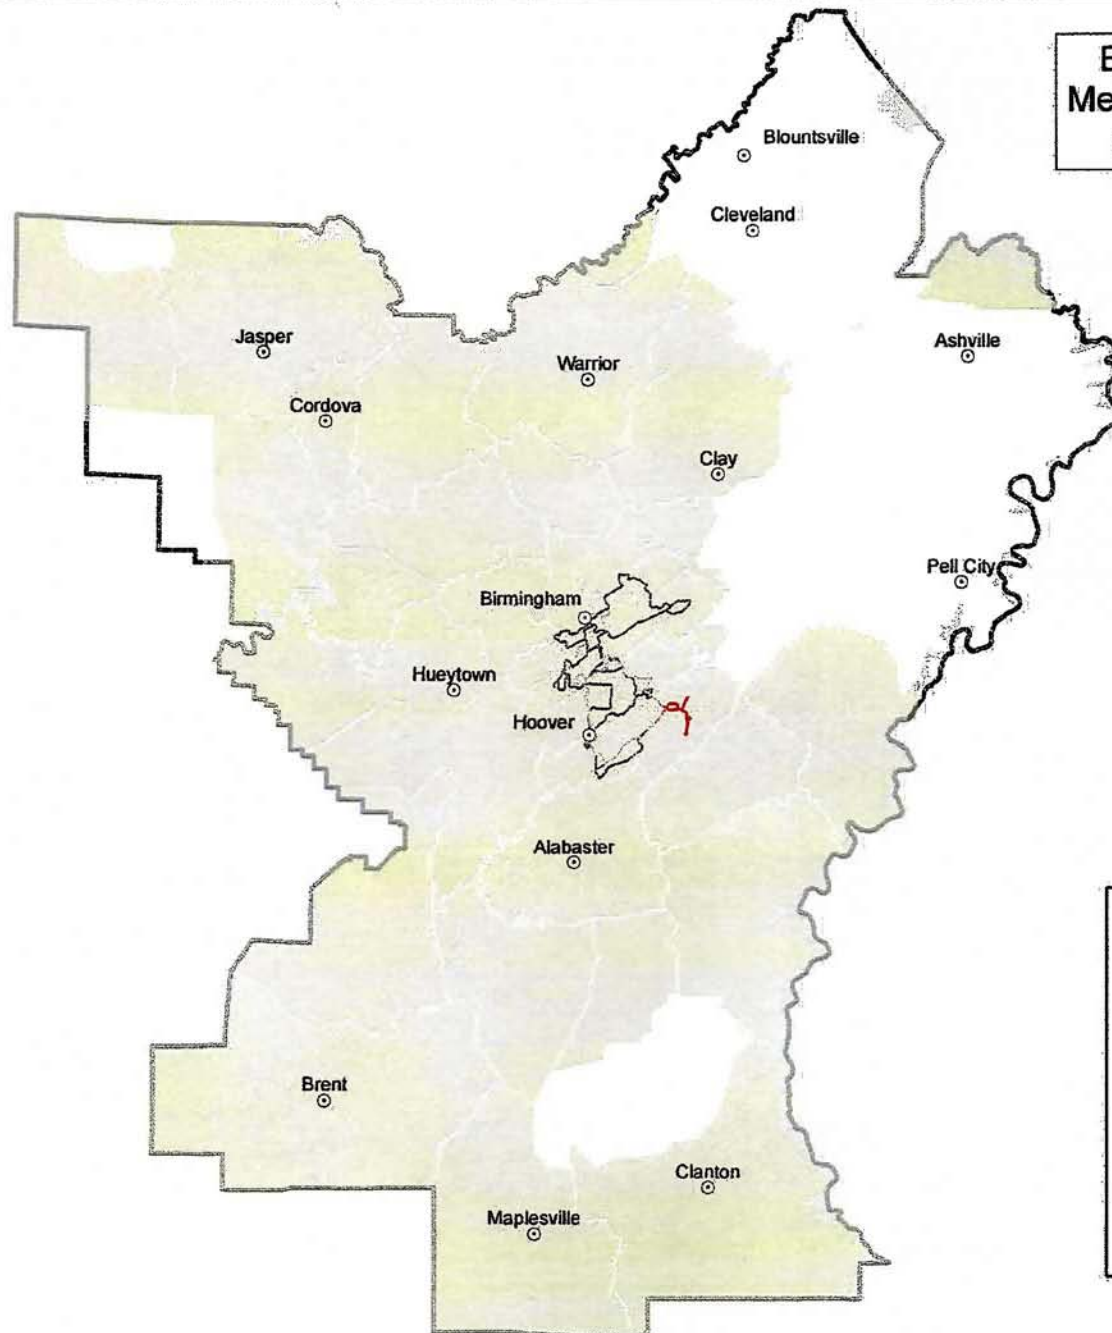 Blountsville
Cleveland
Jasper
Ashville
Warrior
Cordova
Clay
Pell City
Birmingham
Hueytown
Hoover
Alabaster
Brent
Clanton
Maplesville